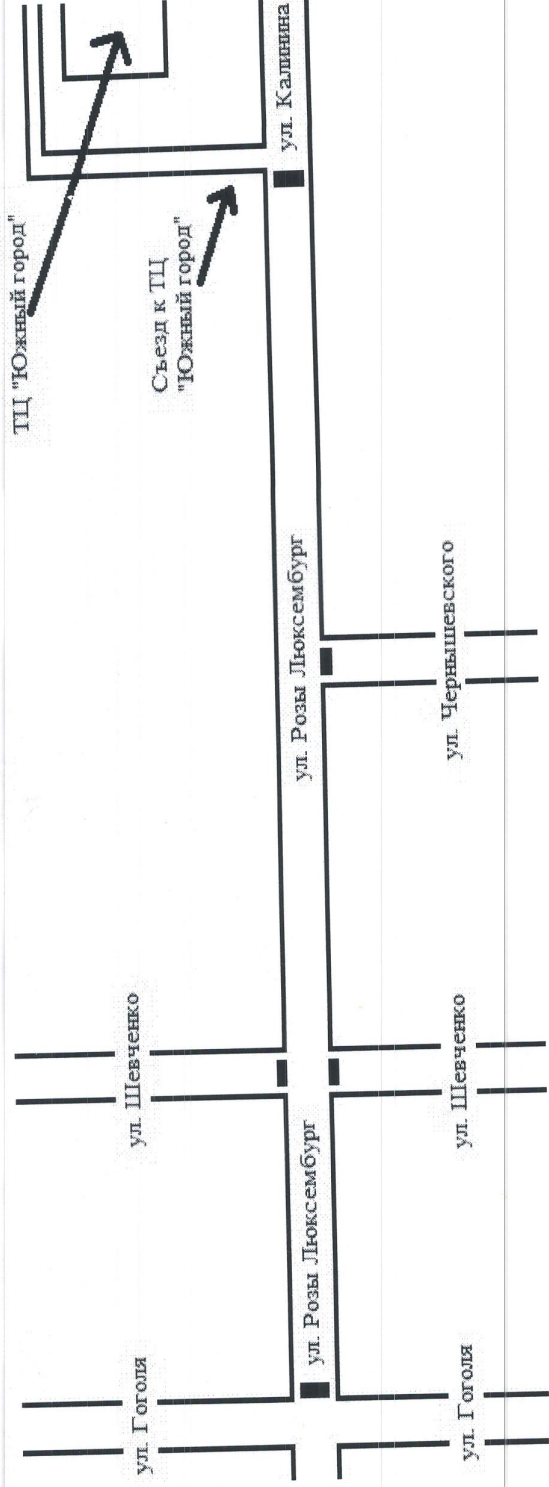 ТЦ "Южный город"
Съезд к ТЦ
"Южный город"
ул. Калинина
ул. Розы Люксембург
ул. Чернышевского
ул. Шевченко
ул. Шевченко
ул. Розы Люксембург
ул. Гоголя
ул. Гоголя